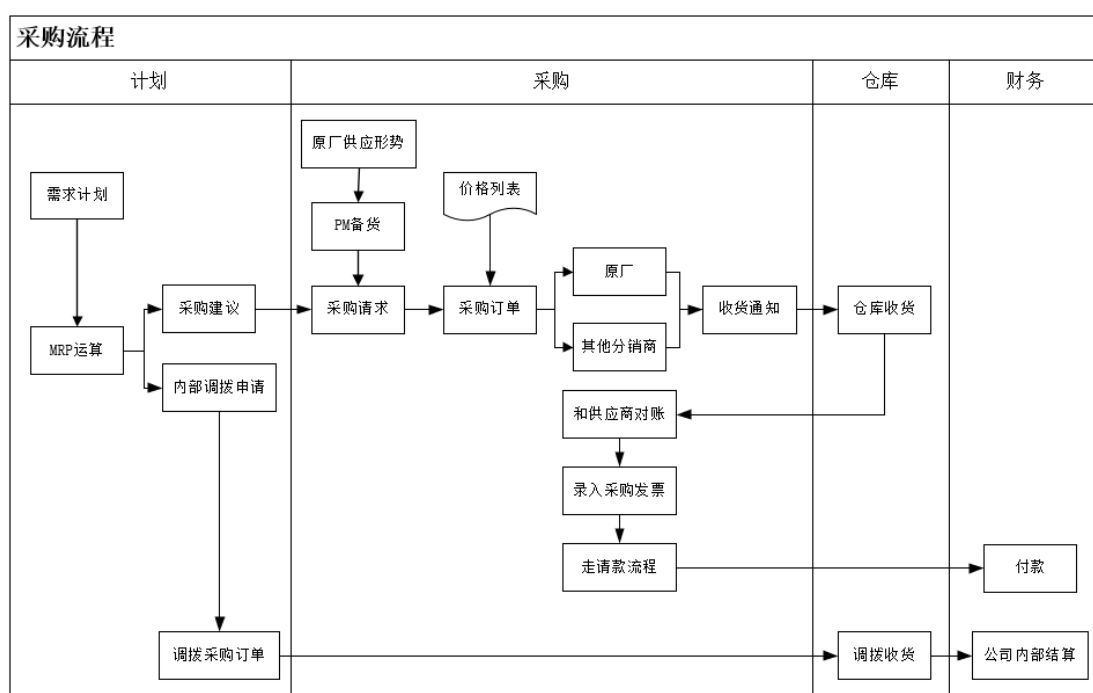 采购流程
计划
采购
仓库
财务
原厂供应形势
需求计划
价格列表
PM备货
原厂
采购建议
采购请求
采购订单
收货通知
仓库收货
MRP运算
其他分销商
内部调拨申请
和供应商对账
录入采购发票
走请款流程
付款
调拨采购订单
调拨收货
公司内部结算